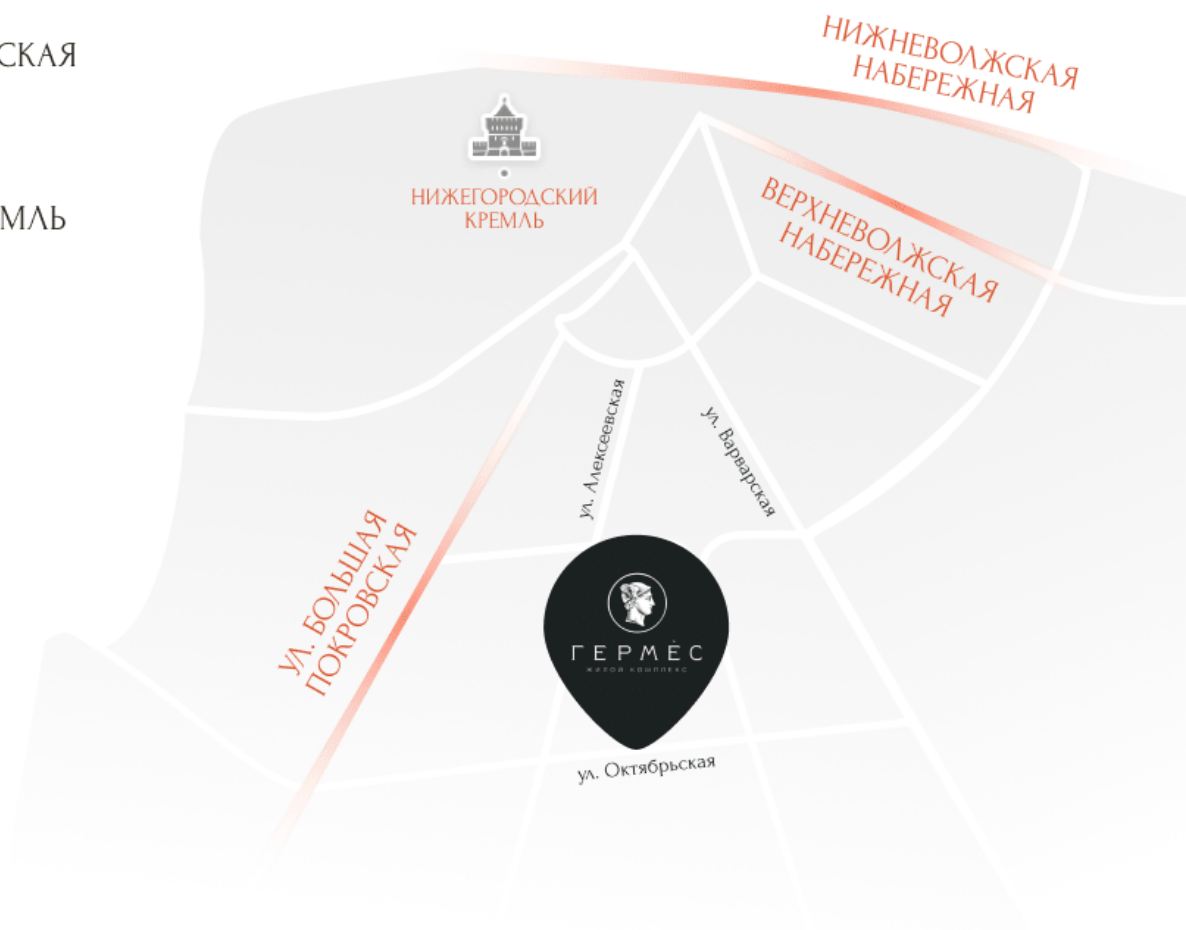 СКАЯ
МЛЬ
НИЖНЕВОЛЖСКАЯ
НАБЕРЕЖНАЯ
НИЖЕГОРОДСКИЙ
КРЕМЛЬ
ВЕРХНЕВОЛЖСКАЯ
НАБЕРЕЖНАЯ
ул. Алексеевская
ул. Варварская
УЛ. БОЛЬШАЯ
ПОКРОВСКАЯ
ГЕРМЕС
ЖИЛОЙ КОМПЛЕКС
ул. Октябрьская